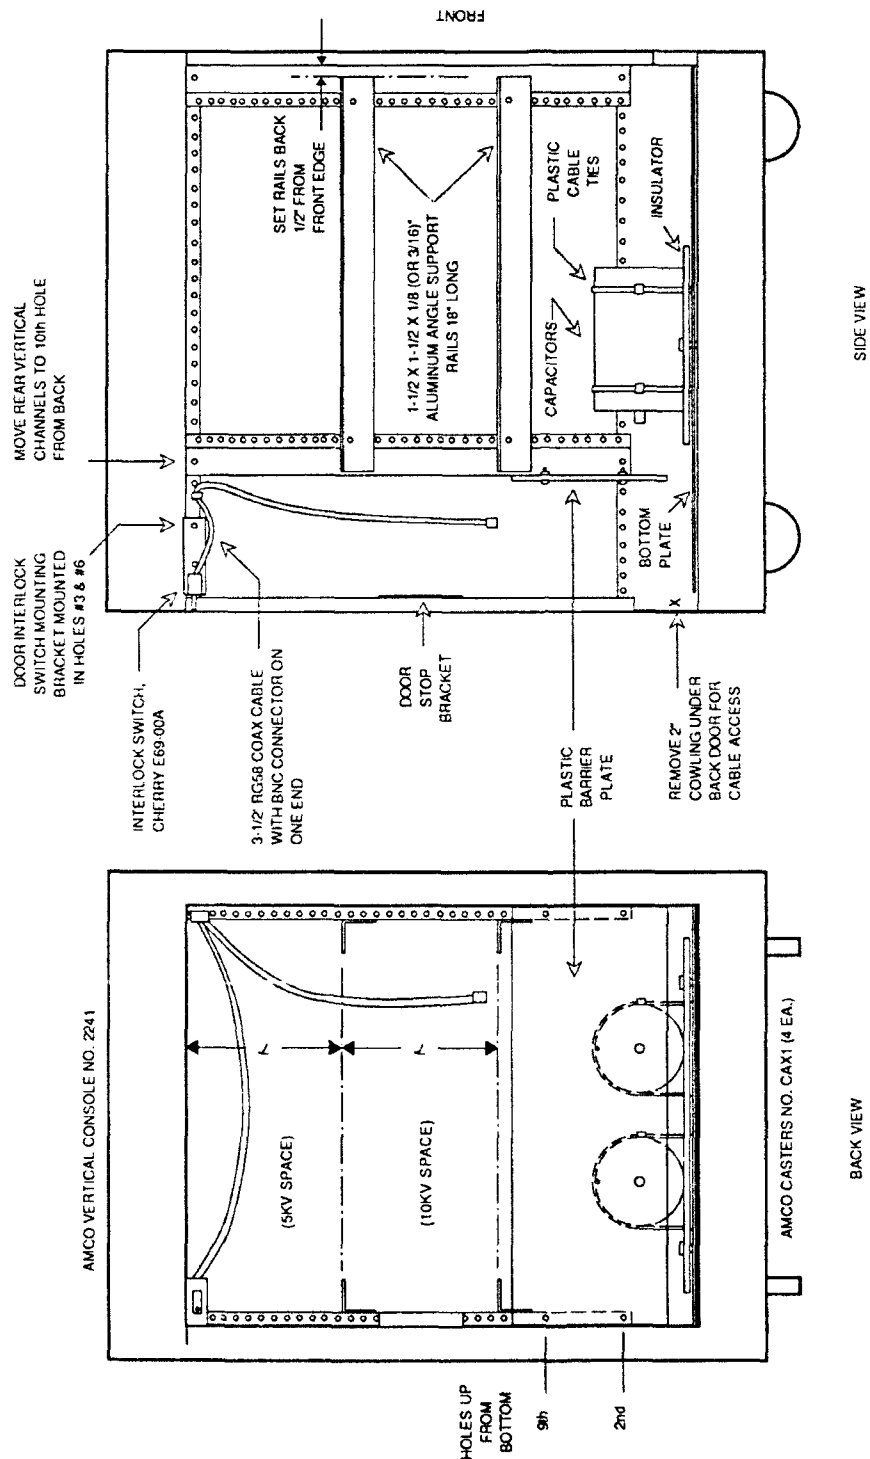 FRONT
MOVE REAR VERTICAL
CHANNELS TO 10th HOLE
FROM BACK
DOOR INTERLOCK
SWITCH MOUNTING
BRACKET MOUNTED
IN HOLES #3 & #6
INTERLOCK SWITCH,
CHERRY E69-00A
3-1/2' RG58 COAX CABLE
WITH BNC CONNECTOR ON
ONE END
SET RAILS BACK
1/2" FROM
FRONT EDGE
1-1/2 X 1-1/2 X 1/8 (OR 3/16)"
ALUMINUM ANGLE SUPPORT
RAILS 18" LONG
CAPACITORS
PLASTIC
CABLE
TIES
INSULATOR
BOTTOM
PLATE
DOOR
STOP
BRACKET
PLASTIC
BARRIER
PLATE
X
REMOVE 2"
COWLING UNDER
BACK DOOR FOR
CABLE ACCESS
SIDE VIEW
AMCO VERTICAL CONSOLE NO. 2241
7
(5KV SPACE)
7
(10KV SPACE)
HOLES UP
FROM
BOTTOM
9th
2nd
AMCO CASTERS NO. CAX1 (4 EA.)
BACK VIEW